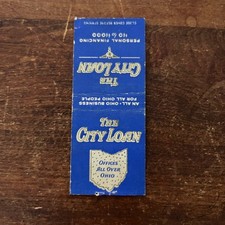 PERSONAL FINANCING
$10 to $1000
THE
CITY LOAN
AN ALL-OHIO BUSINESS
FOR ALL OHIO PEOPLE
THE
CITY LOAN
OFFICES
ALL OVER
OHIO